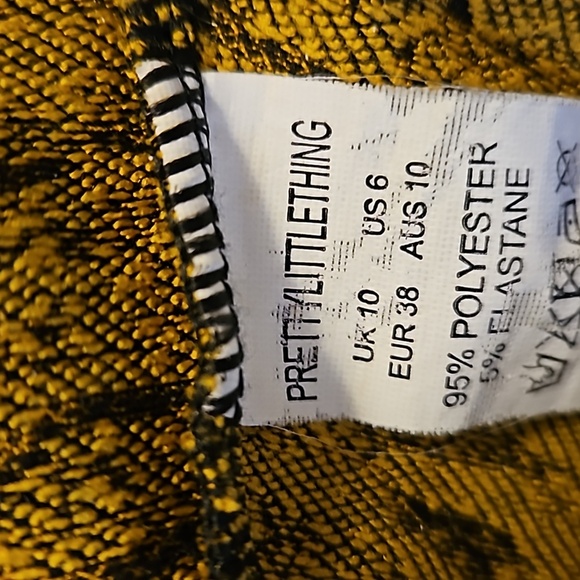 PRETTYLITTLETHING
UK 10 US 6
EUR 38 AUS 10
95% POLYESTER
5% ELASTANE